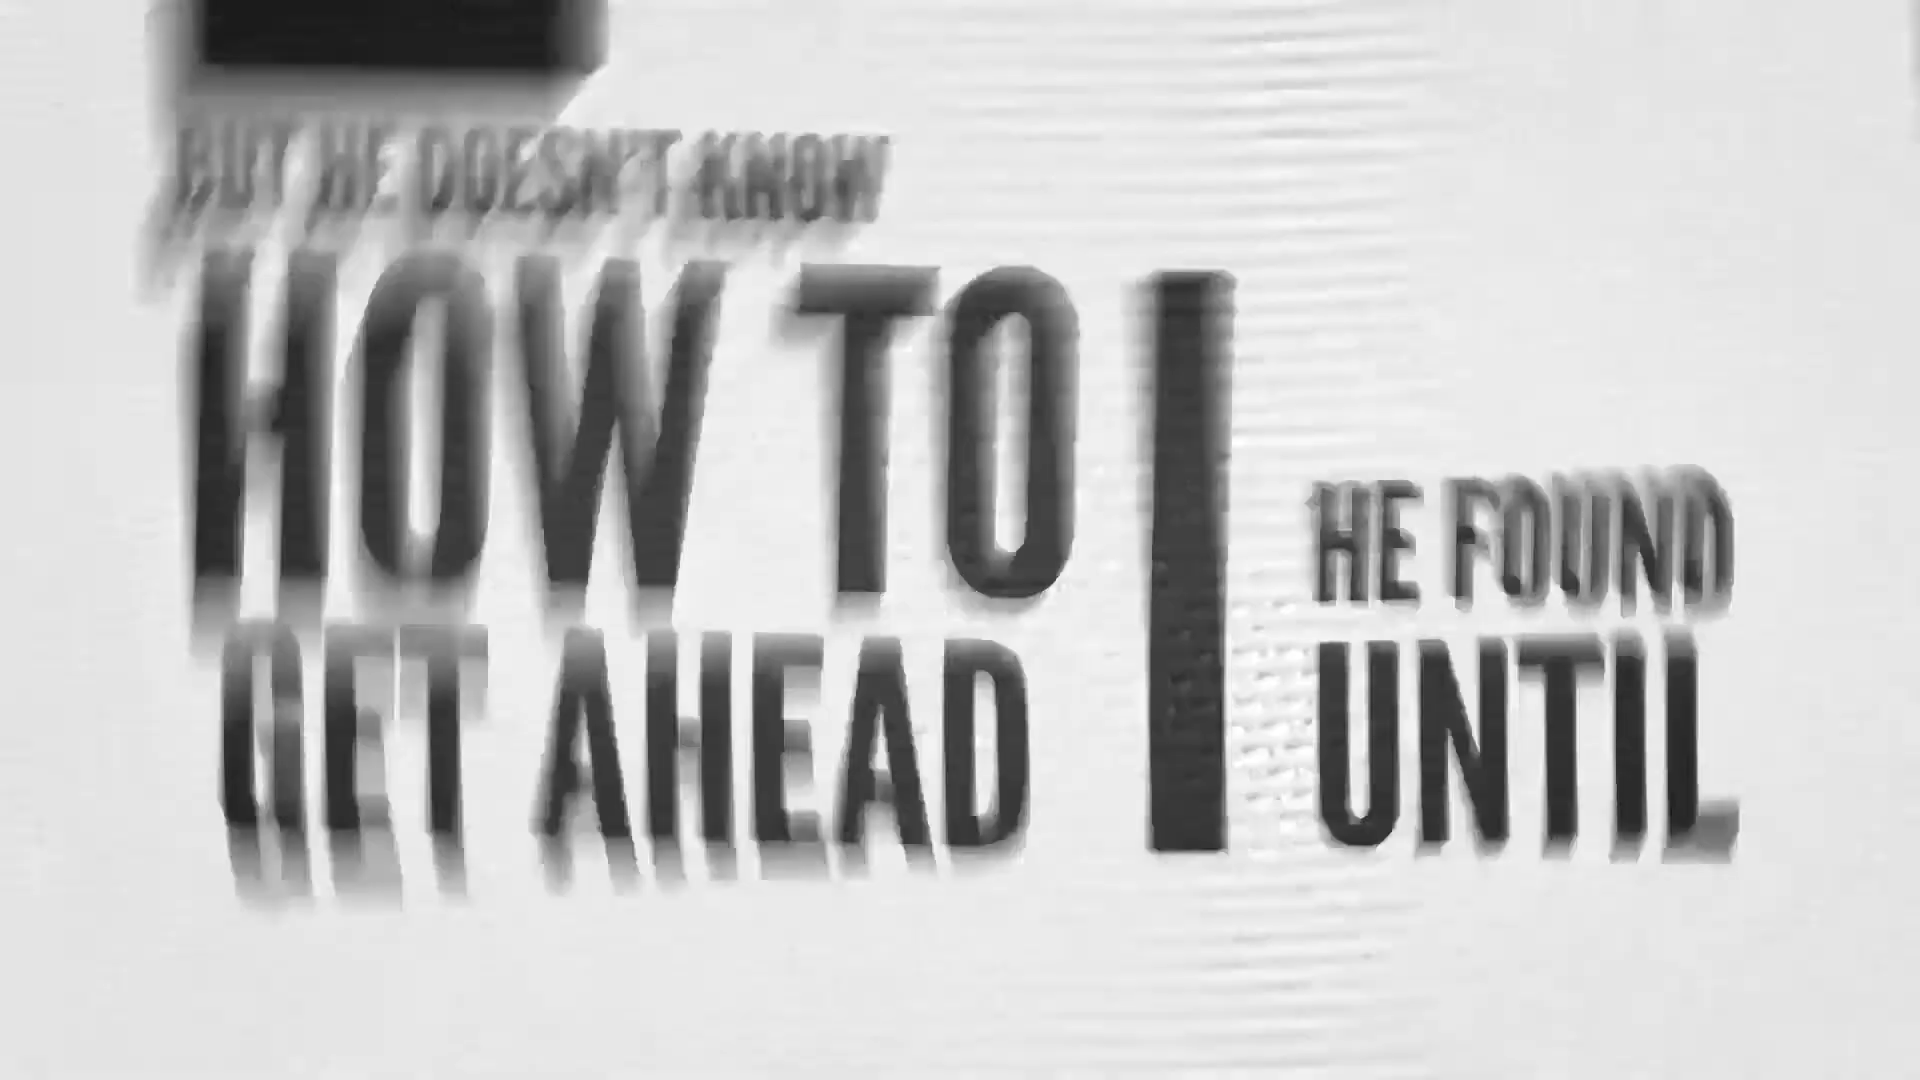 BUT HE DOESN'T KNOW
HOW TO
GET AHEAD
HE FOUND
UNTIL